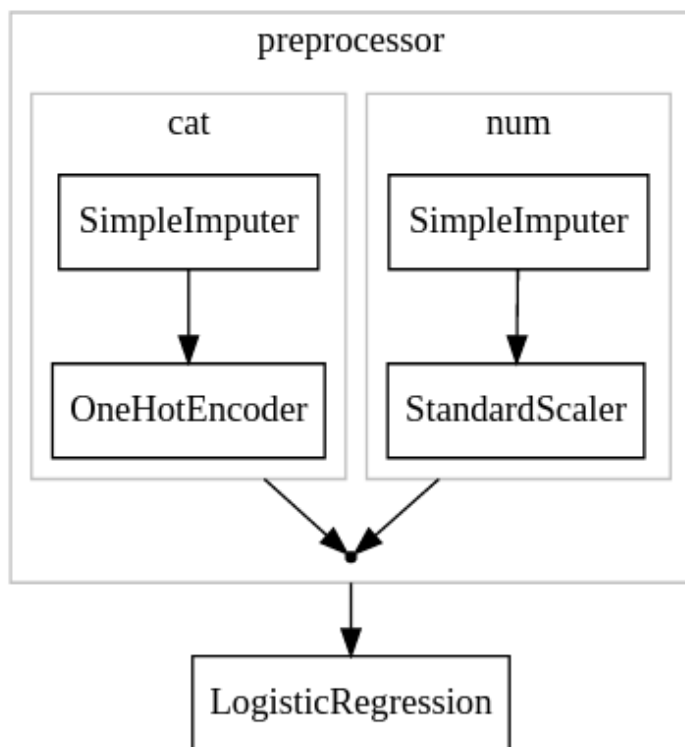 preprocessor
cat
SimpleImputer
OneHotEncoder
num
SimpleImputer
StandardScaler
LogisticRegression